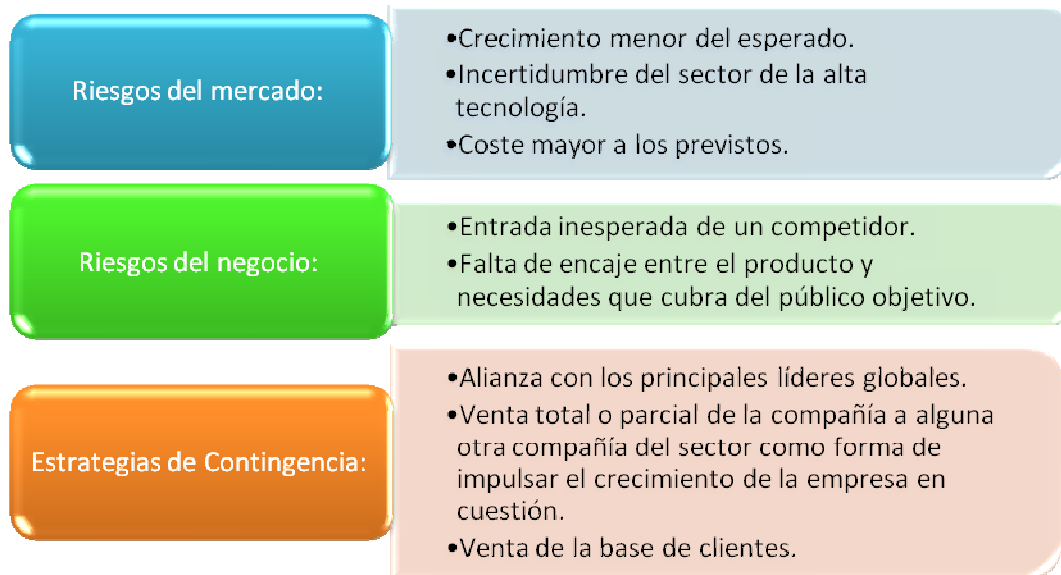 Riesgos del mercado:
•Crecimiento menor del esperado.
•Incertidumbre del sector de la alta
tecnología.
•Coste mayor a los previstos.
Riesgos del negocio:
•Entrada inesperada de un competidor.
•Falta de encaje entre el producto y
necesidades que cubra del público objetivo.
Estrategias de Contingencia:
•Alianza con los principales líderes globales.
•Venta total o parcial de la compañía a alguna
otra compañía del sector como forma de
impulsar el crecimiento de la empresa en
cuestión.
•Venta de la base de clientes.